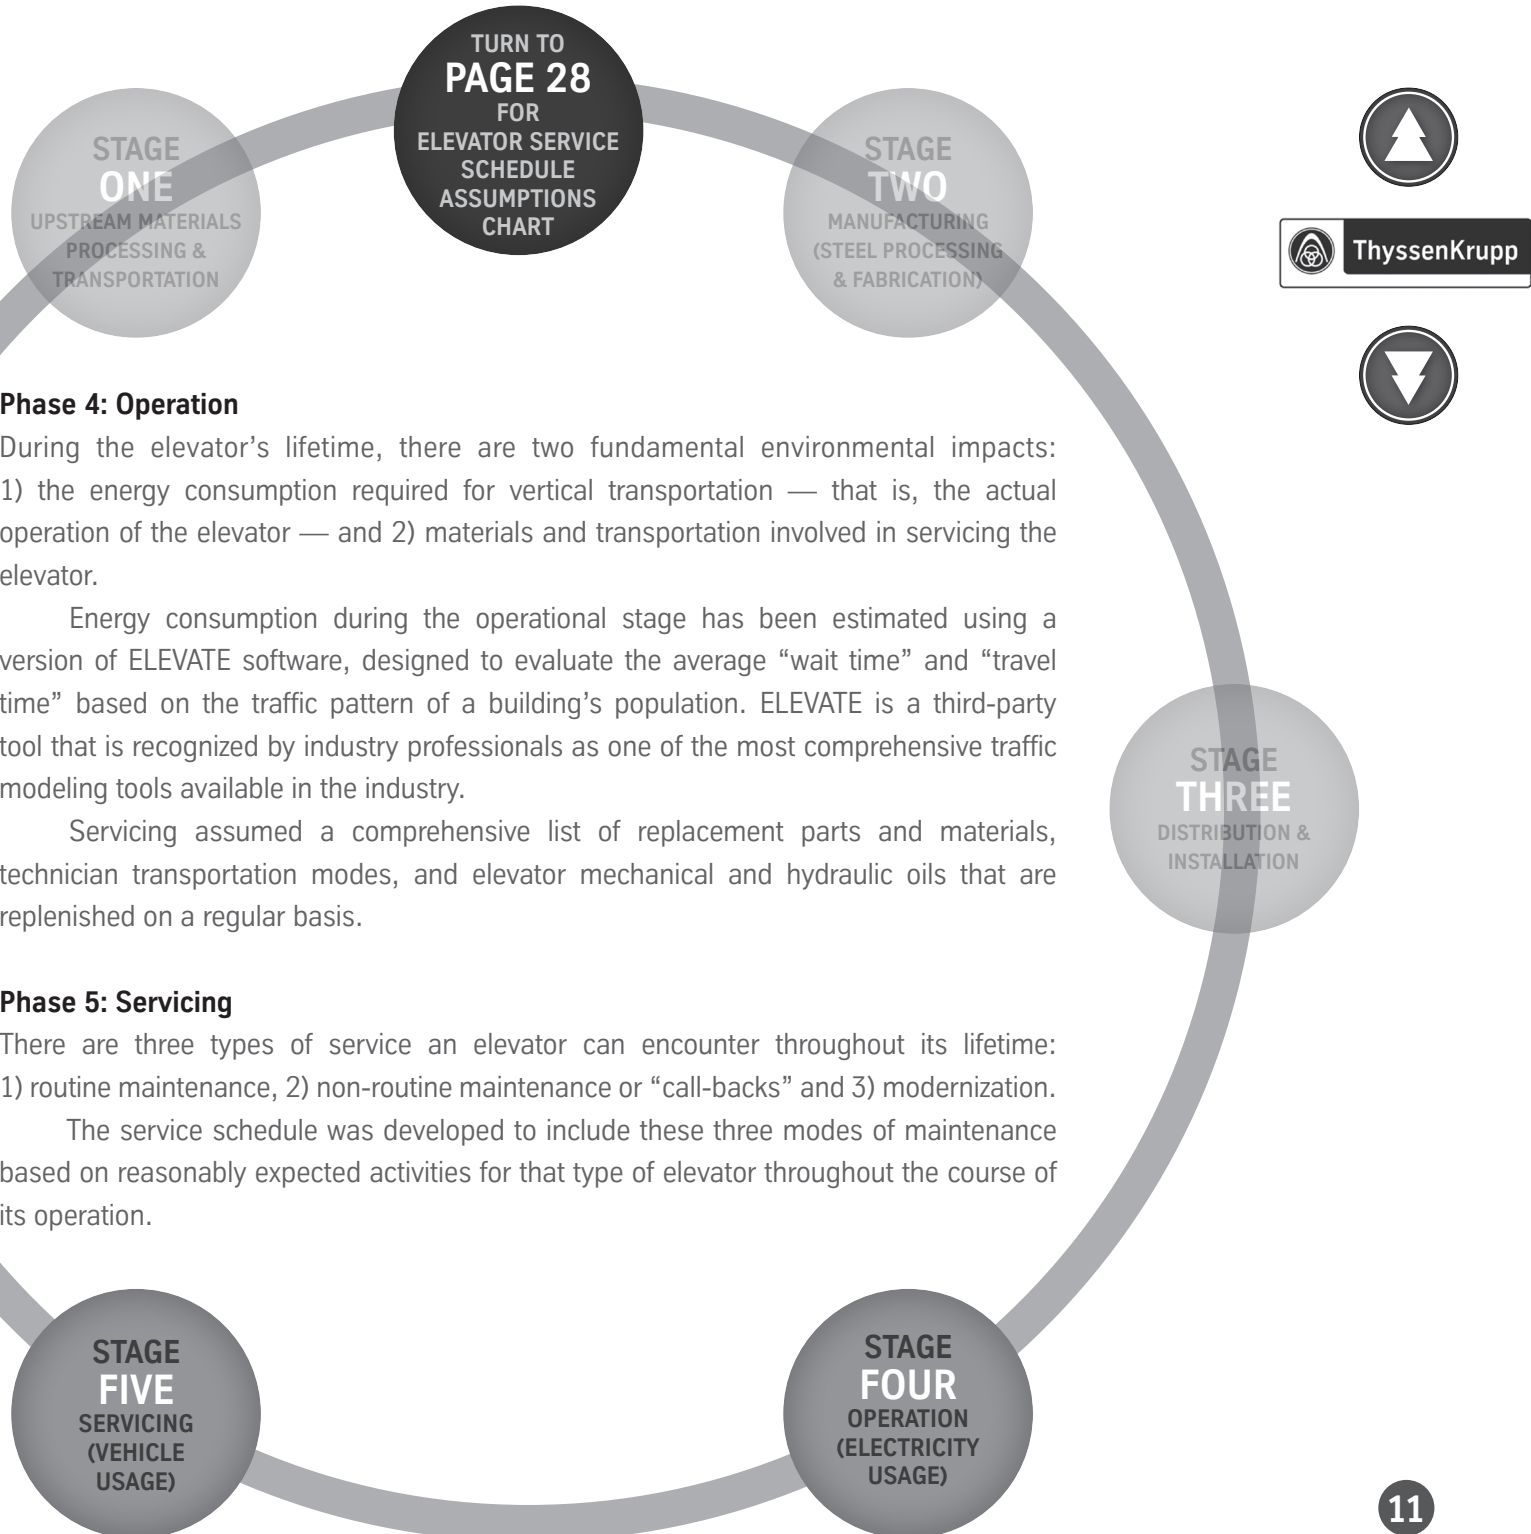 TURN TO
PAGE 28
FOR
ELEVATOR SERVICE
SCHEDULE
ASSUMPTIONS
CHART
STAGE
ONE
UPSTREAM MATERIALS
PROCESSING &
TRANSPORTATION
STAGE
TWO
MANUFACTURING
(STEEL PROCESSING
& FABRICATION)
ThyssenKrupp
Phase 4: Operation
During the elevator’s lifetime, there are two fundamental environmental impacts:
1) the energy consumption required for vertical transportation — that is, the actual
operation of the elevator — and 2) materials and transportation involved in servicing the
elevator.
Energy consumption during the operational stage has been estimated using a
version of ELEVATE software, designed to evaluate the average “wait time” and “travel
time” based on the traffic pattern of a building’s population. ELEVATE is a third-party
tool that is recognized by industry professionals as one of the most comprehensive traffic
modeling tools available in the industry.
Servicing assumed a comprehensive list of replacement parts and materials,
technician transportation modes, and elevator mechanical and hydraulic oils that are
replenished on a regular basis.
STAGE
THREE
DISTRIBUTION &
INSTALLATION
Phase 5: Servicing
There are three types of service an elevator can encounter throughout its lifetime:
1) routine maintenance, 2) non-routine maintenance or “call-backs” and 3) modernization.
The service schedule was developed to include these three modes of maintenance
based on reasonably expected activities for that type of elevator throughout the course of
its operation.
STAGE
FIVE
SERVICING
(VEHICLE
USAGE)
STAGE
FOUR
OPERATION
(ELECTRICITY
USAGE)
11